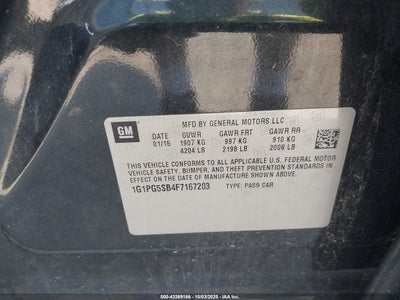 GM
MFD BY GENERAL MOTORS LLC
DATE GVWR GAWR FRT GAWR RR
01/15 1907 KG 997 KG 910 KG
4204 LB 2198 LB 2006 LB
THIS VEHICLE CONFORMS TO ALL APPLICABLE U.S. FEDERAL MOTOR
VEHICLE SAFETY, BUMPER, AND THEFT PREVENTION STANDARDS
IN EFFECT ON THE DATE OF MANUFACTURE SHOWN ABOVE.
1G1PG5SB4F7167203 TYPE: PASS CAR
000-43369166 - 10/03/2025 - ©IAA Inc. All Rights Reserved